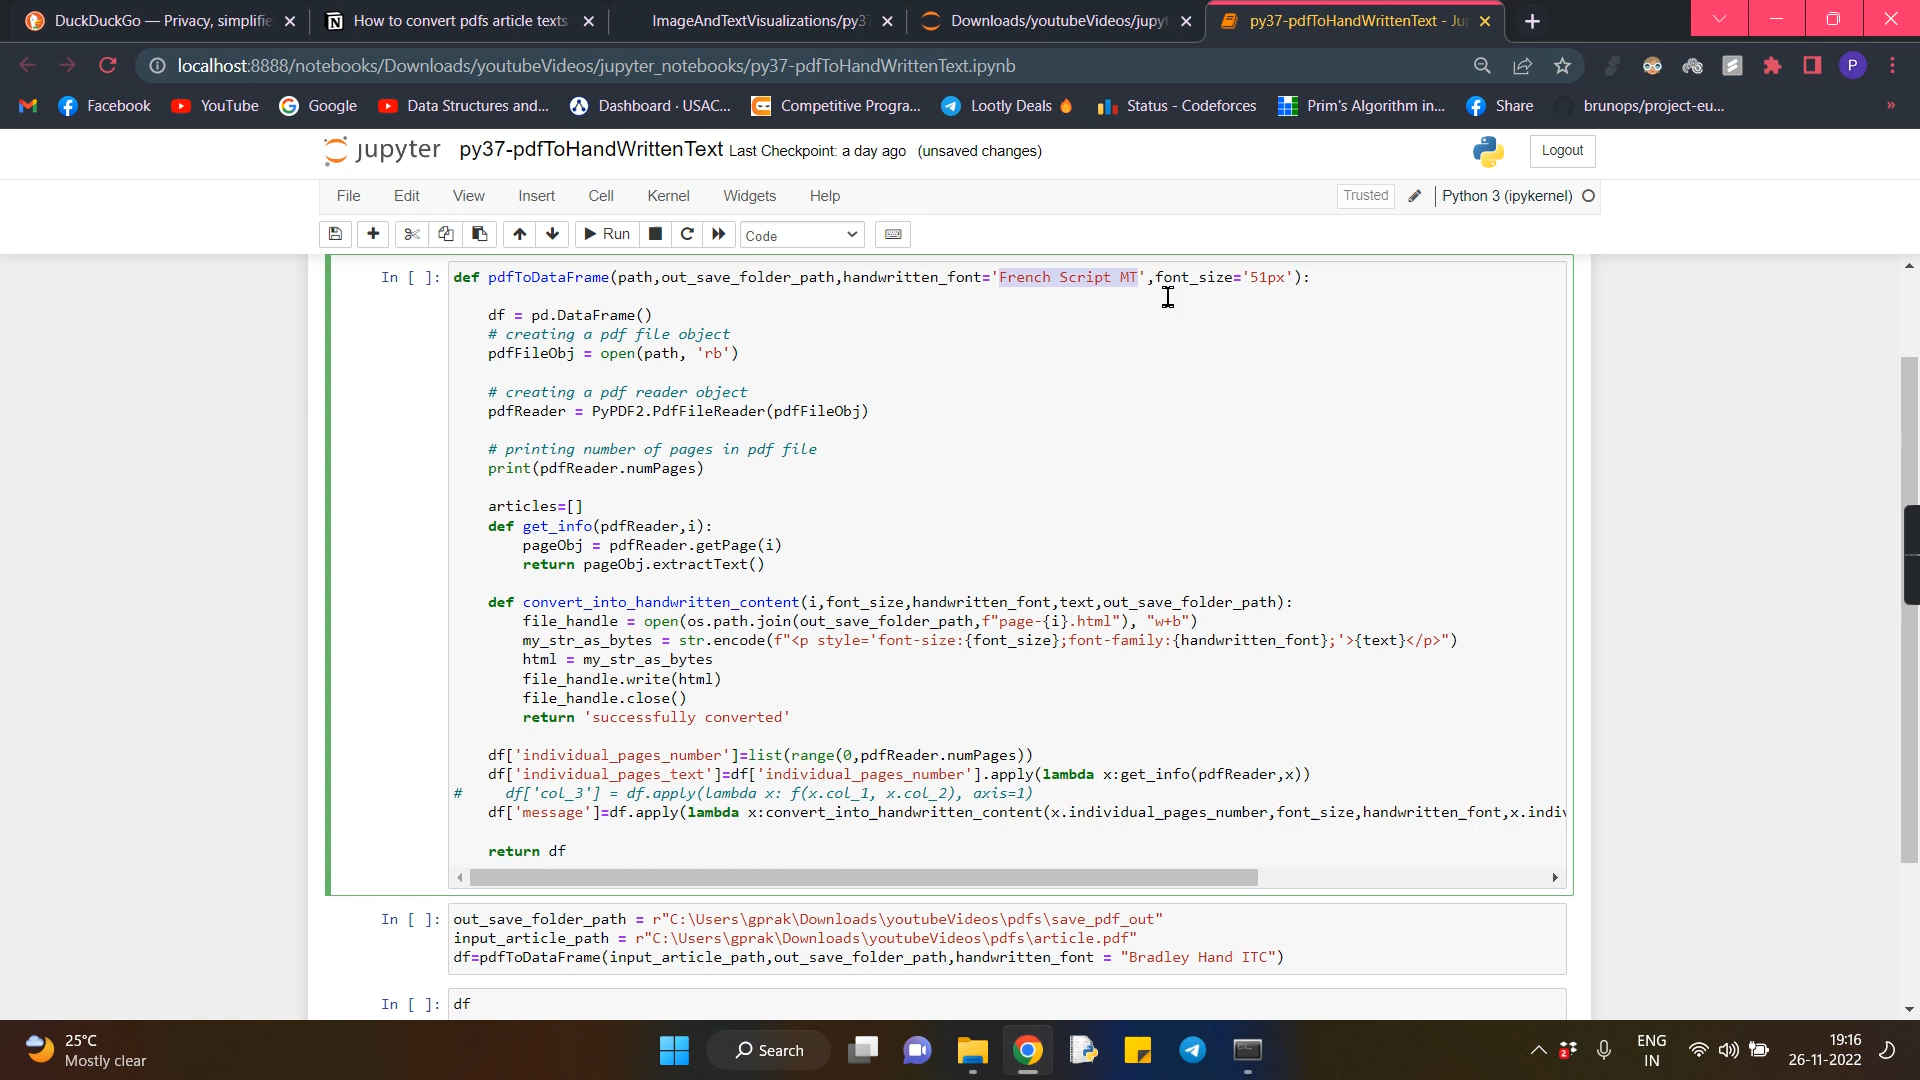 DuckDuckGo — Privacy, simplifie
How to convert pdfs article texts
ImageAndTextVisualizations/py37
Downloads/youtubeVideos/jupyt
py37-pdfToHandWrittenText - Ju
localhost:8888/notebooks/Downloads/youtubeVideos/jupyter_notebooks/py37-pdfToHandWrittenText.ipynb
P
Facebook
YouTube
Google
Data Structures and...
Dashboard · USAC...
Competitive Progra...
Lootly Deals
Status - Codeforces
Prim's Algorithm in...
Share
brunops/project-eu...
»
jupyter py37-pdfToHandWrittenText Last Checkpoint: a day ago (unsaved changes)
Logout
File Edit View Insert Cell Kernel Widgets Help
Trusted
Python 3 (ipykernel)
Run
Code
In [ ]: def pdfToDataFrame(path,out_save_folder_path,handwritten_font='French Script MT',font_size='51px'):
df = pd.DataFrame()
# creating a pdf file object
pdfFileObj = open(path, 'rb')
# creating a pdf reader object
pdfReader = PyPDF2.PdfFileReader(pdfFileObj)
# printing number of pages in pdf file
print(pdfReader.numPages)
articles=[]
def get_info(pdfReader,i):
pageObj = pdfReader.getPage(i)
return pageObj.extractText()
def convert_into_handwritten_content(i,font_size,handwritten_font,text,out_save_folder_path):
file_handle = open(os.path.join(out_save_folder_path,f"page-{i}.html"), "w+b")
my_str_as_bytes = str.encode(f"<p style='font-size:{font_size};font-family:{handwritten_font};'>{text}</p>")
html = my_str_as_bytes
file_handle.write(html)
file_handle.close()
return 'successfully converted'
df['individual_pages_number']=list(range(0,pdfReader.numPages))
df['individual_pages_text']=df['individual_pages_number'].apply(lambda x:get_info(pdfReader,x))
# df['col_3'] = df.apply(lambda x: f(x.col_1, x.col_2), axis=1)
df['message']=df.apply(lambda x:convert_into_handwritten_content(x.individual_pages_number,font_size,handwritten_font,x.indiv
return df
In [ ]: out_save_folder_path = r"C:\Users\gprak\Downloads\youtubeVideos\pdfs\save_pdf_out"
input_article_path = r"C:\Users\gprak\Downloads\youtubeVideos\pdfs\article.pdf"
df=pdfToDataFrame(input_article_path,out_save_folder_path,handwritten_font = "Bradley Hand ITC")
In [ ]: df
25°C
Mostly clear
Search
ENG
IN
19:16
26-11-2022